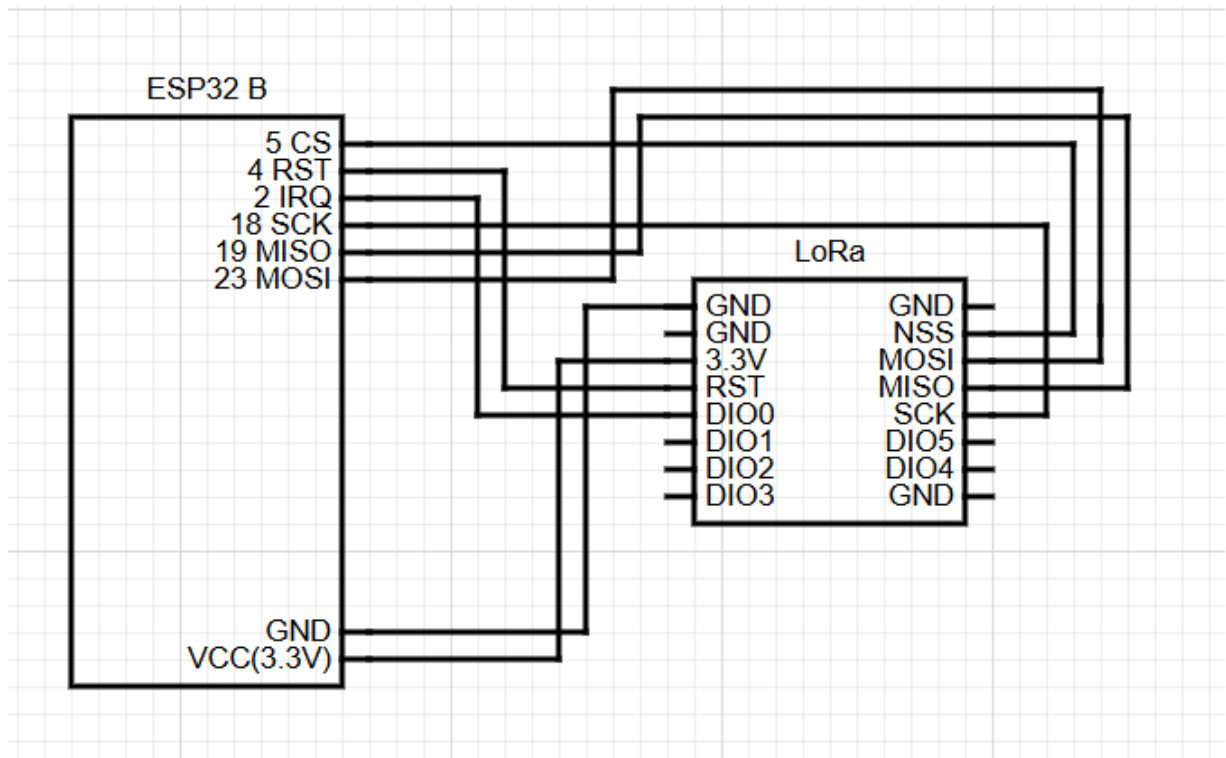 ESP32 B
5 CS
4 RST
2 IRQ
18 SCK
19 MISO
23 MOSI
GND
VCC(3.3V)
LoRa
GND
GND
3.3V
RST
DIO0
DIO1
DIO2
DIO3
GND
NSS
MOSI
MISO
SCK
DIO5
DIO4
GND